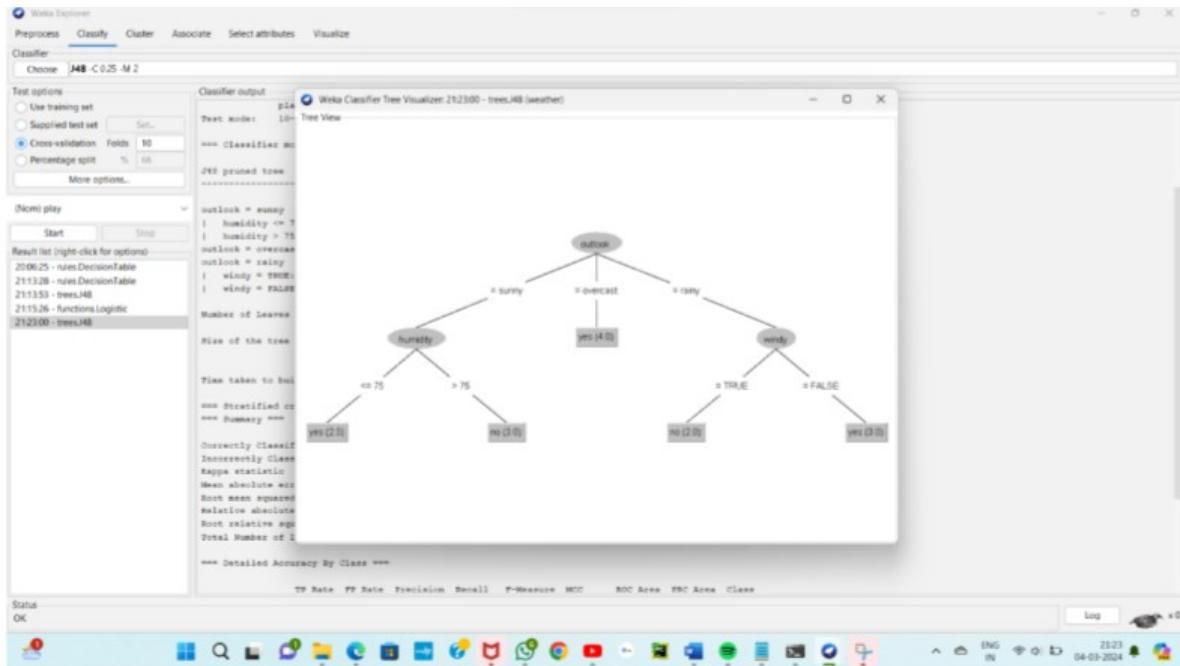 Weka Explorer
Preprocess Classify Cluster Associate Select attributes Visualize
Classifier
Choose J48 -C 0.25 -M 2
Test options
Use training set
Supplied test set Set...
Cross-validation Folds 10
Percentage split % 66
More options...
(Nom) play
Start Stop
Result list (right-click for options)
20:06:25 - rules.DecisionTable
21:13:28 - rules.DecisionTable
21:13:53 - trees.J48
21:15:26 - functions.Logistic
21:23:00 - trees.J48
Classifier output
pla
Test mode: 10-
=== Classifier mo
J48 pruned tree
------------------
outlook = sunny
| humidity <= 7
| humidity > 75
outlook = overcas
outlook = rainy
| windy = TRUE:
| windy = FALSE
Number of Leaves
Size of the tree
Time taken to bui
=== Stratified cr
=== Summary ===
Correctly Classif
Incorrectly Class
Kappa statistic
Mean absolute err
Root mean squared
Relative absolute
Root relative squ
Total Number of I
=== Detailed Accuracy By Class ===
TP Rate FP Rate Precision Recall F-Measure MCC ROC Area PRC Area Class
Weka Classifier Tree Visualizer: 21:23:00 - trees.J48 (weather)
Tree View
outlook
= sunny = overcast = rainy
humidity yes (4.0) windy
<= 75 > 75 = TRUE = FALSE
yes (2.0) no (3.0) no (2.0) yes (3.0)
Status
OK
Log x 0
ENG
IN
21:23
04-03-2024